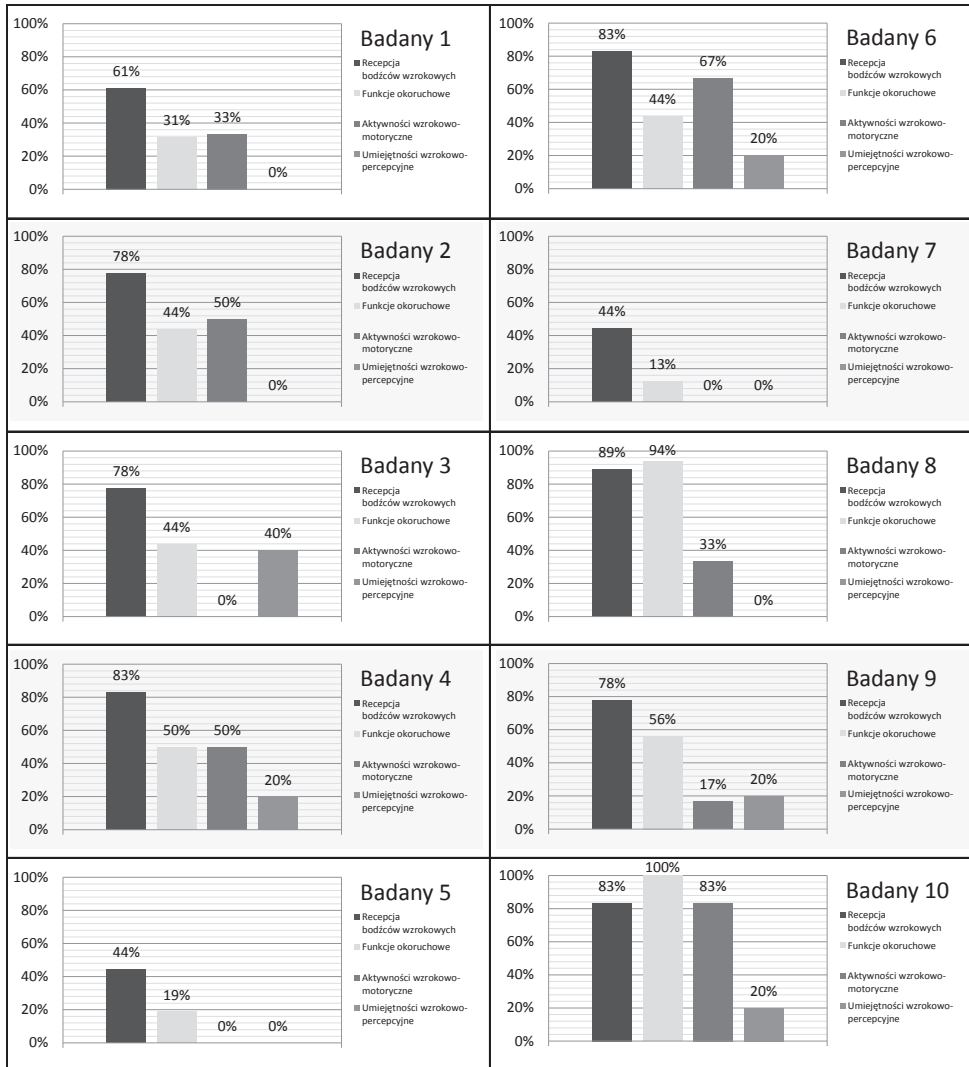 Badany 1
100%
80%
60%
40%
20%
0%
61%
31%
33%
0%
Recepcja
bodźców wzrokowych
Funkcje okoruchowe
Aktywności wzrokowo-
motoryczne
Umiejętności wzrokowo-
percepcyjne
Badany 6
100%
80%
60%
40%
20%
0%
83%
44%
67%
20%
Recepcja
bodźców wzrokowych
Funkcje okoruchowe
Aktywności wzrokowo-
motoryczne
Umiejętności wzrokowo-
percepcyjne
Badany 2
100%
80%
60%
40%
20%
0%
78%
44%
50%
0%
Recepcja
bodźców wzrokowych
Funkcje okoruchowe
Aktywności wzrokowo-
motoryczne
Umiejętności wzrokowo-
percepcyjne
Badany 7
100%
80%
60%
40%
20%
0%
44%
13%
0%
0%
Recepcja
bodźców wzrokowych
Funkcje okoruchowe
Aktywności wzrokowo-
motoryczne
Umiejętności wzrokowo-
percepcyjne
Badany 3
100%
80%
60%
40%
20%
0%
78%
44%
0%
40%
Recepcja
bodźców wzrokowych
Funkcje okoruchowe
Aktywności wzrokowo-
motoryczne
Umiejętności wzrokowo-
percepcyjne
Badany 8
100%
80%
60%
40%
20%
0%
89%
94%
33%
0%
Recepcja
bodźców wzrokowych
Funkcje okoruchowe
Aktywności wzrokowo-
motoryczne
Umiejętności wzrokowo-
percepcyjne
Badany 4
100%
80%
60%
40%
20%
0%
83%
50%
50%
20%
Recepcja
bodźców wzrokowych
Funkcje okoruchowe
Aktywności wzrokowo-
motoryczne
Umiejętności wzrokowo-
percepcyjne
Badany 9
100%
80%
60%
40%
20%
0%
78%
56%
17%
20%
Recepcja
bodźców wzrokowych
Funkcje okoruchowe
Aktywności wzrokowo-
motoryczne
Umiejętności wzrokowo-
percepcyjne
Badany 5
100%
80%
60%
40%
20%
0%
44%
19%
0%
0%
Recepcja
bodźców wzrokowych
Funkcje okoruchowe
Aktywności wzrokowo-
motoryczne
Umiejętności wzrokowo-
percepcyjne
Badany 10
100%
80%
60%
40%
20%
0%
83%
100%
83%
20%
Recepcja
bodźców wzrokowych
Funkcje okoruchowe
Aktywności wzrokowo-
motoryczne
Umiejętności wzrokowo-
percepcyjne